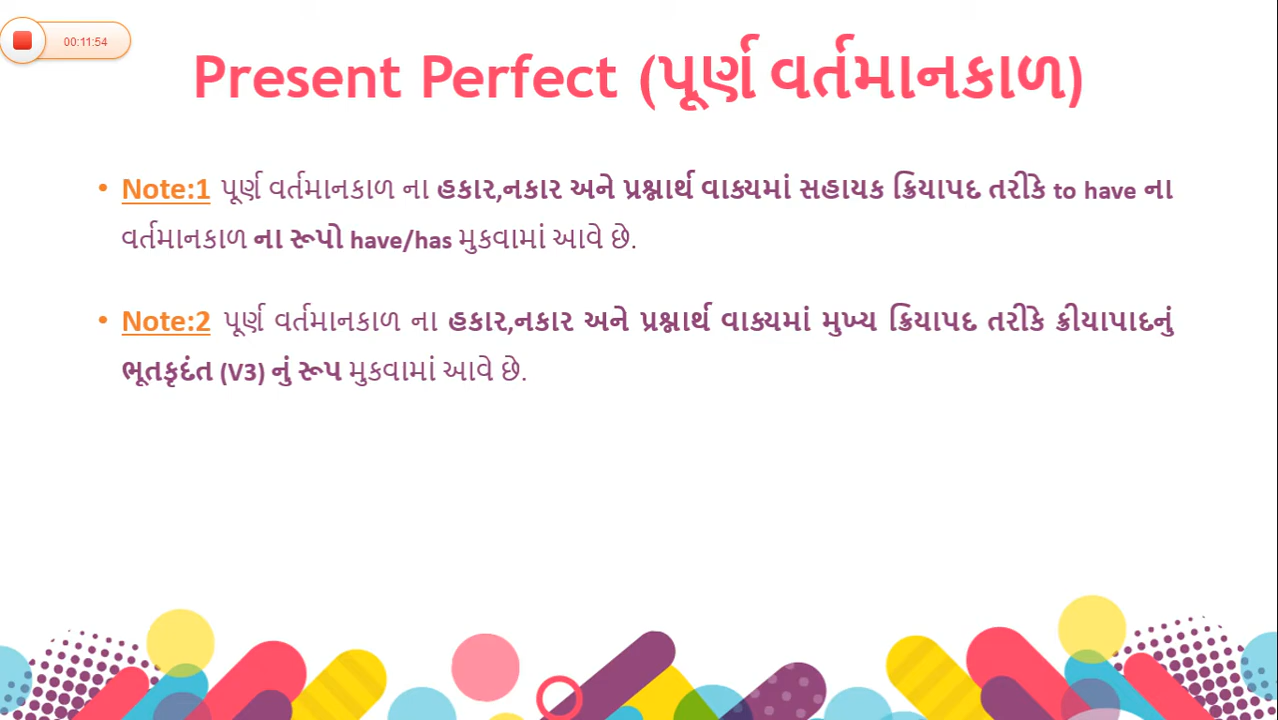 00:11:54
Present Perfect (પૂર્ણ વર્તમાનકાળ)
• Note:1 પૂર્ણ વર્તમાનકાળ ના હકાર,નકાર અને પ્રશ્નાર્થ વાક્યમાં સહાયક ક્રિયાપદ તરીકે to have ના
વર્તમાનકાળ ના રૂપો have/has મુકવામાં આવે છે.
• Note:2 પૂર્ણ વર્તમાનકાળ ના હકાર,નકાર અને પ્રશ્નાર્થ વાક્યમાં મુખ્ય ક્રિયાપદ તરીકે ક્રીયાપાદનું
ભૂતકૃદંત (V3) નું રૂપ મુકવામાં આવે છે.